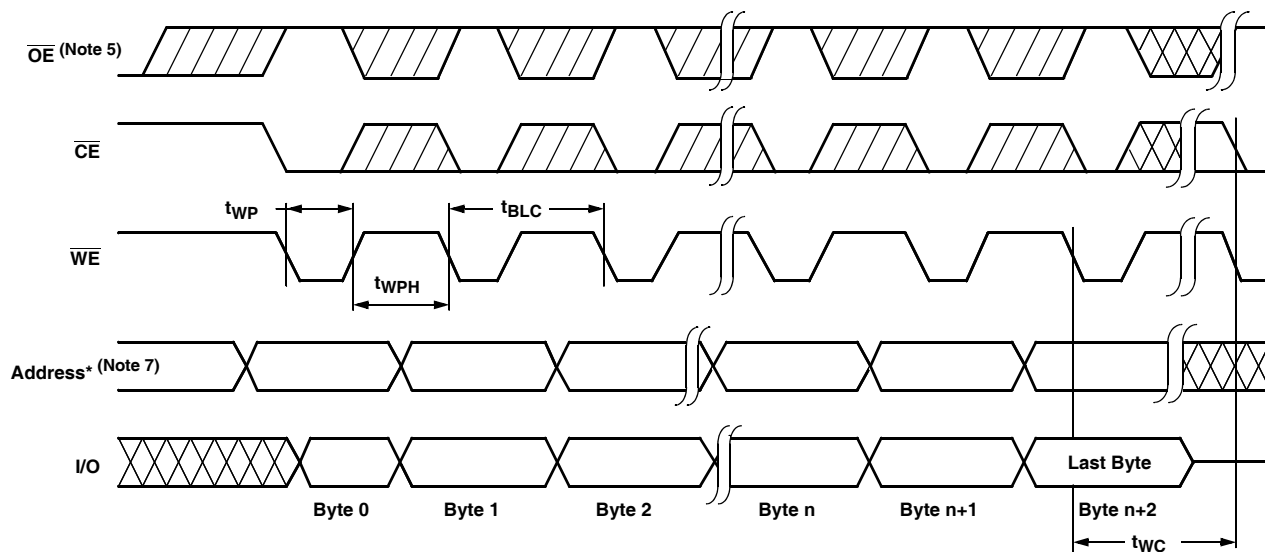 OE (Note 5)
CE
tWP
tBLC
WE
tWPH
Address* (Note 7)
I/O
Last Byte
Byte 0 Byte 1 Byte 2 Byte n Byte n+1 Byte n+2
tWC